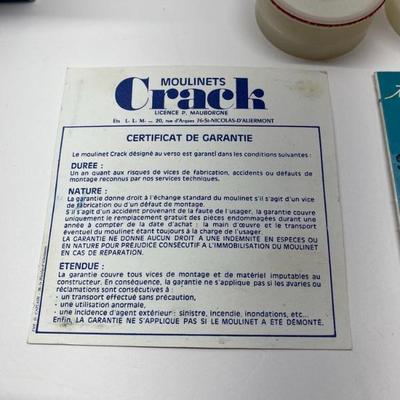 MOULINETS
Crack
LICENCE P. MAUBORGNE
Ets L. L. M. — 20, rue d'Arques 76-St-NICOLAS-D'ALIERMONT
CERTIFICAT DE GARANTIE
Le moulinet Crack désigné au verso est garanti dans les conditions suivantes :
DURÉE :
Un an quant aux risques de vices de fabrication, accidents ou défauts de
montage reconnus par nos services techniques.
NATURE :
La garantie donne droit à l'échange standard du moulinet s'il s'agit d'un vice
de fabrication ou d'un défaut de montage.
S'il s'agit d'un accident provenant de la faute de l'usager, la garantie couvre
uniquement le remplacement gratuit des pièces endommagées durant une
année à compter de la date d'achat : la main d'œuvre et le transport
éventuel du moulinet étant toujours à la charge de l'usager.
LA GARANTIE NE DONNE AUCUN DROIT A UNE INDEMNITÉ EN ESPÈCES OU
EN NATURE POUR PRÉJUDICE CONSÉCUTIF A L'IMMOBILISATION DU MOULINET
EN CAS DE RÉPARATION.
ETENDUE :
La garantie couvre tous vices de montage et de matériel imputables au
constructeur. En conséquence, la garantie ne s'applique pas si les avaries ou
réclamations sont consécutives à :
- un transport effectué sans précaution,
- une utilisation anormale,
- une incidence d'agent extérieur : sinistre, incendie, inondations, etc...
Enfin, LA GARANTIE NE S'APPLIQUE PAS SI LE MOULINET A ÉTÉ DÉMONTÉ.